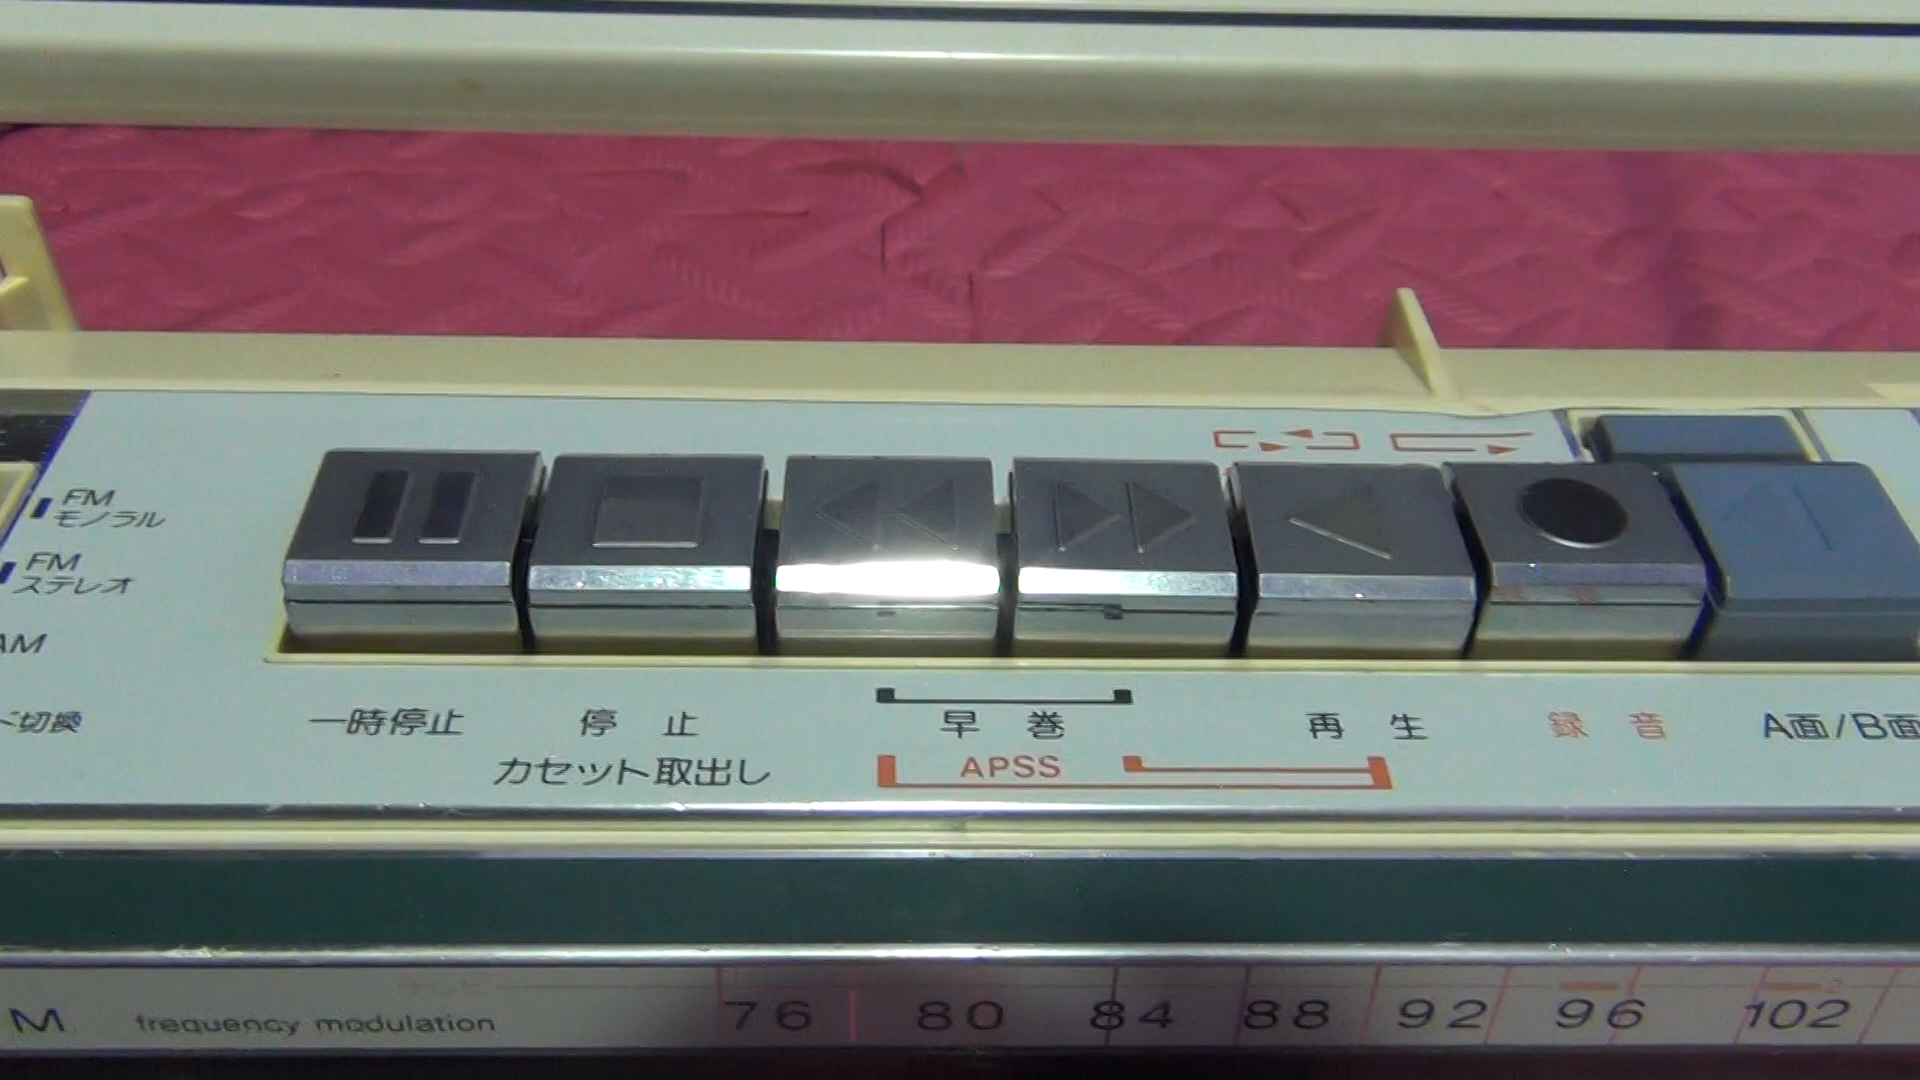 FM
モノラル
FM
ステレオ
AM
ド切換
一時停止
停止
カセット取出し
早巻
APSS
再生
録音
A面/B面
M
frequency modulation
76 80 84 88 92 96 102